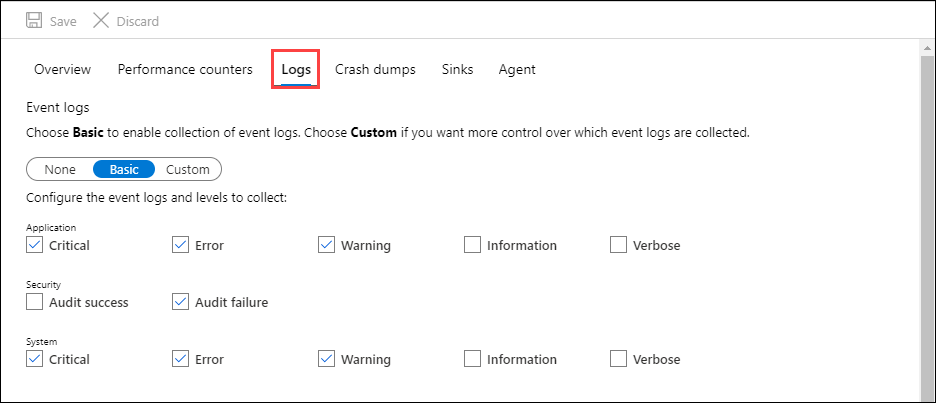 Save Discard
Overview Performance counters Logs Crash dumps Sinks Agent
Event logs
Choose Basic to enable collection of event logs. Choose Custom if you want more control over which event logs are collected.
None Basic Custom
Configure the event logs and levels to collect:
Application
Critical Error Warning Information Verbose
Security
Audit success Audit failure
System
Critical Error Warning Information Verbose